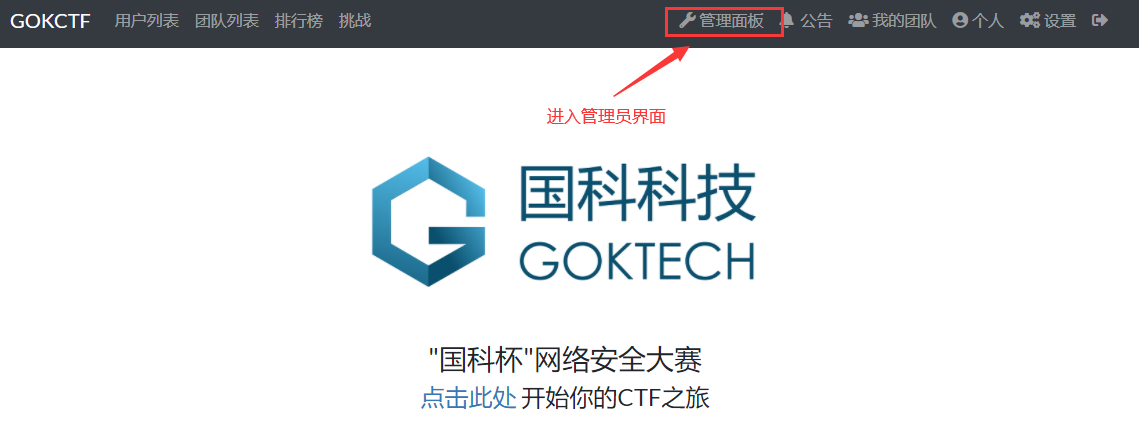 GOKCTF 用户列表 团队列表 排行榜 挑战 管理面板 公告 我的团队 个人 设置
进入管理员界面
国科科技
GOKTECH
"国科杯"网络安全大赛
点击此处 开始你的CTF之旅